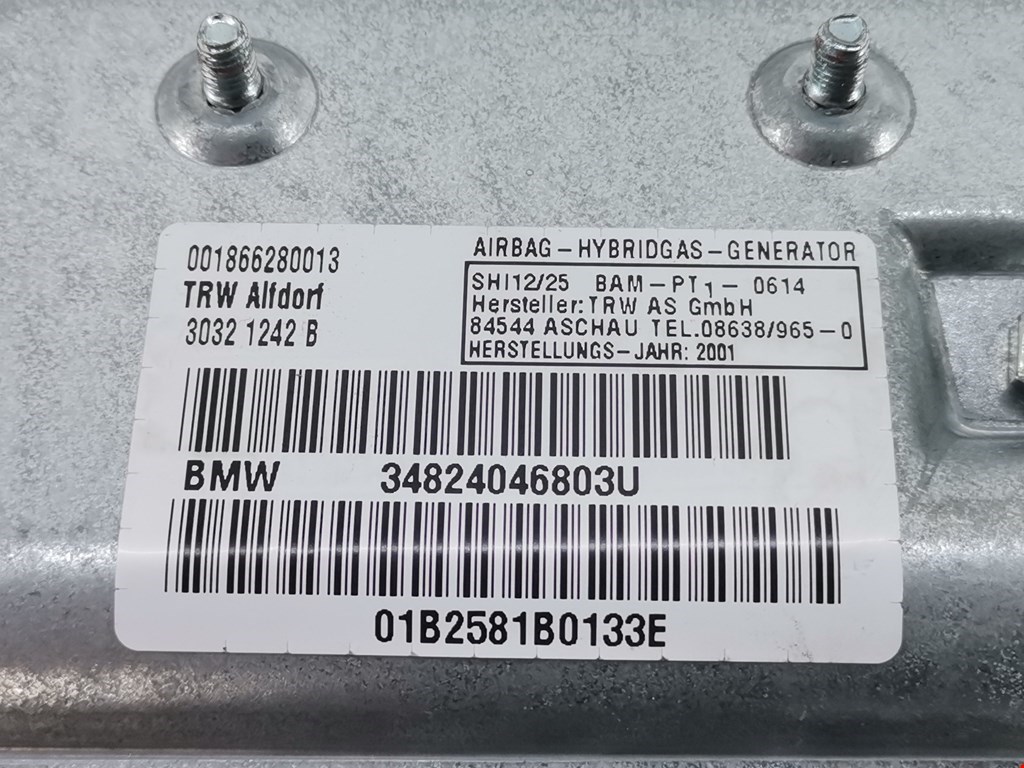 001866280013
TRW Alfdorf
3032 1242 B
AIRBAG-HYBRIDGAS-GENERATOR
SHI12/25 BAM-PT1-0614
Hersteller: TRW AS GmbH
84544 ASCHAU TEL.08638/965-0
HERSTELLUNGS-JAHR: 2001
BMW 34824046803U
01B2581B0133E